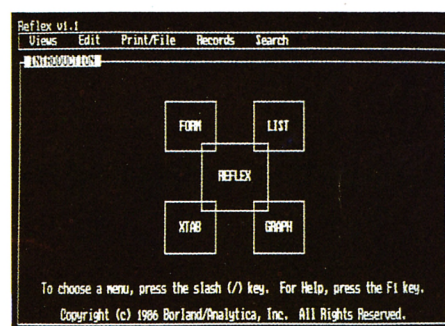 Reflex v1.1
Views Edit Print/File Records Search
INTRODUCTION
FORM LIST
REFLEX
XTAB GRAPH
To choose a menu, press the slash (/) key. For Help, press the F1 key.
Copyright (c) 1986 Borland/Analytica, Inc. All Rights Reserved.